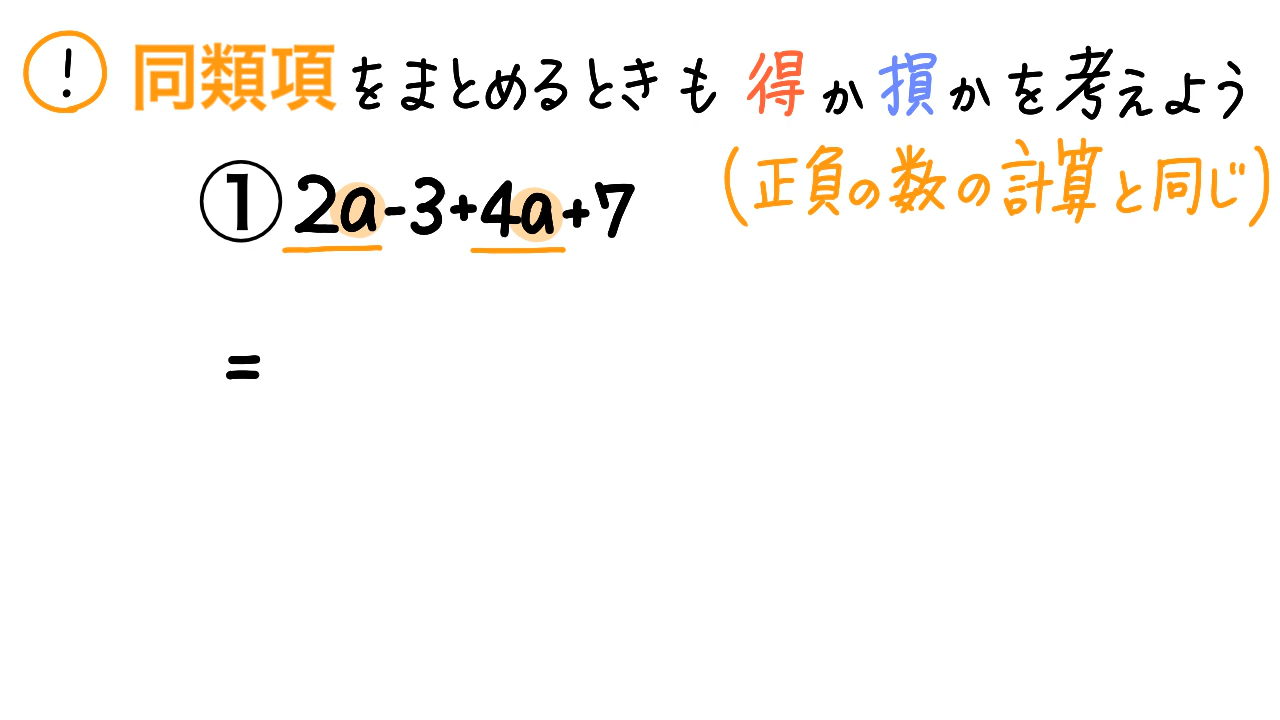 ! 同類項をまとめるときも得か損かを考えよう
(正負の数の計算と同じ)
① 2a-3+4a+7
=